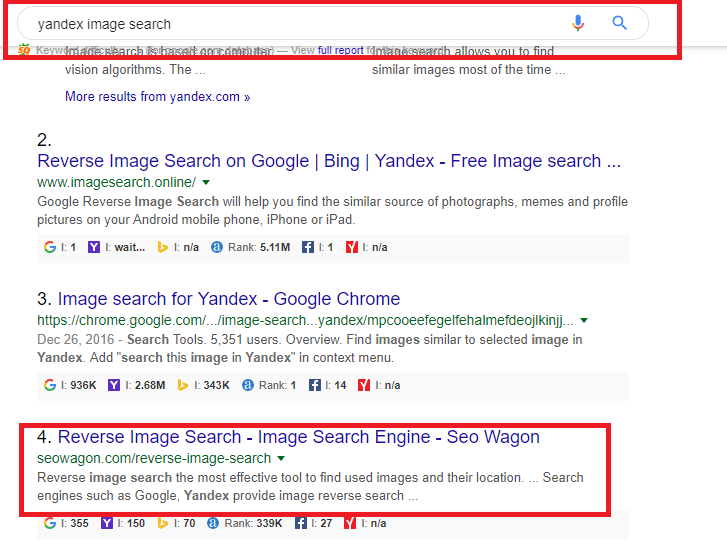 yandex image search
Image search is based on computer
Image search allows you to find
View full report for this keyword
vision algorithms. The ...
similar images most of the time ...
More results from yandex.com »
2.
Reverse Image Search on Google | Bing | Yandex - Free Image search ...
www.imagesearch.online/
Google Reverse Image Search will help you find the similar source of photographs, memes and profile
pictures on your Android mobile phone, iPhone or iPad.
I: 1 I: wait... I: n/a Rank: 5.11M I: 1 I: n/a
3. Image search for Yandex - Google Chrome
https://chrome.google.com/.../image-search...yandex/mpcooeefegelfehalmefdeojlkinjj...
Dec 26, 2016 - Search Tools. 5,351 users. Overview. Find images similar to selected image in
Yandex. Add "search this image in Yandex" in context menu.
I: 936K I: 2.68M I: 343K Rank: 1 I: 14 I: n/a
4. Reverse Image Search - Image Search Engine - Seo Wagon
seowagon.com/reverse-image-search
Reverse image search the most effective tool to find used images and their location. ... Search
engines such as Google, Yandex provide image reverse search ...
I: 355 I: 150 I: 70 Rank: 339K I: 27 I: n/a